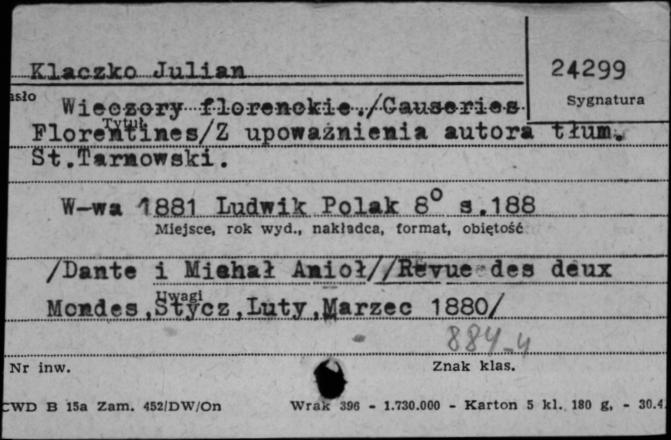 Klaczko Julian
24299
asło
Sygnatura
Wieczory florenckie./Causeries
Tytuł
Florentines/Z upoważnienia autora tłum.
St.Tarnowski.
W-wa 1881 Ludwik Polak 8° s.188
Miejsce, rok wyd., nakładca, format, objętość
/Dante i Miehał Anioł//Revue des deux
Uwagi
Mondes,Stycz,Luty,Marzec 1880/
884-4
Nr inw.
Znak klas.
CWD B 15a Zam. 452/DW/On
Wrak 396 - 1.730.000 - Karton 5 kl. 180 g, - 30.4